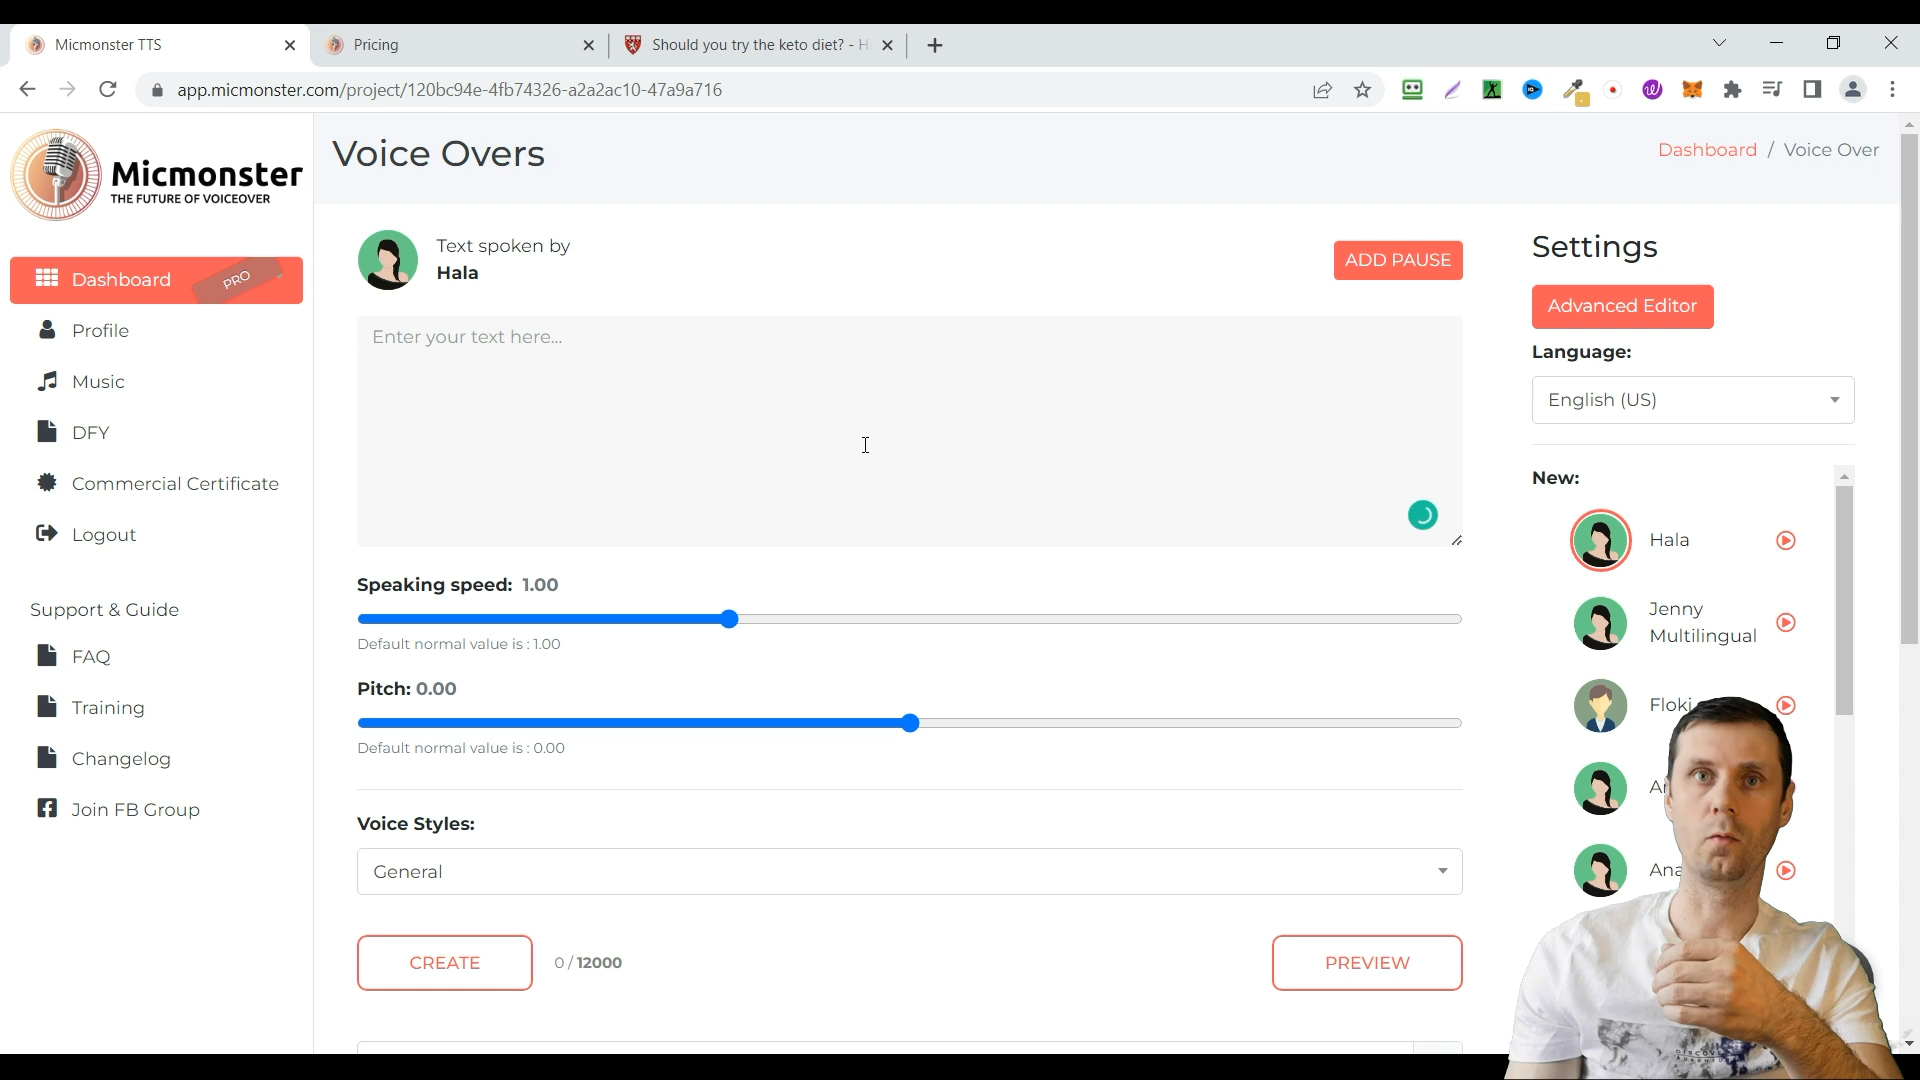 Micmonster TTS
Pricing
Should you try the keto diet? - H
app.micmonster.com/project/120bc94e-4fb74326-a2a2ac10-47a9a716
Micmonster
THE FUTURE OF VOICEOVER
Dashboard
PRO
Profile
Music
DFY
Commercial Certificate
Logout
Support & Guide
FAQ
Training
Changelog
Join FB Group
Voice Overs
Dashboard / Voice Over
Text spoken by
Hala
ADD PAUSE
Enter your text here...
Speaking speed: 1.00
Default normal value is : 1.00
Pitch: 0.00
Default normal value is : 0.00
Voice Styles:
General
CREATE
0 / 12000
PREVIEW
Settings
Advanced Editor
Language:
English (US)
New:
Hala
Jenny
Multilingual
Floki